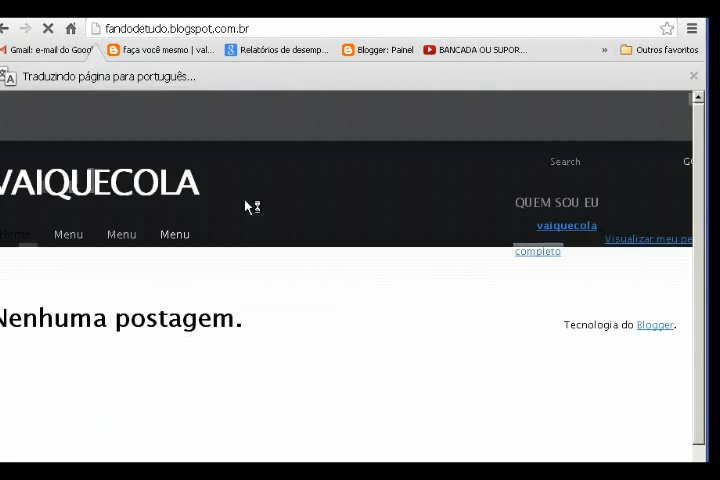 fandodetudo.blogspot.com.br
Gmail: e-mail do Goo faça você mesmo | val... Relatórios de desemp... Blogger: Painel BANCADA OU SUPOR... » Outros favoritos
Traduzindo página para português...
Search
VAIQUECOLA
QUEM SOU EU
vaiquecola
Home Menu Menu Menu
Visualizar meu pe
completo
Nenhuma postagem.
Tecnologia do Blogger.